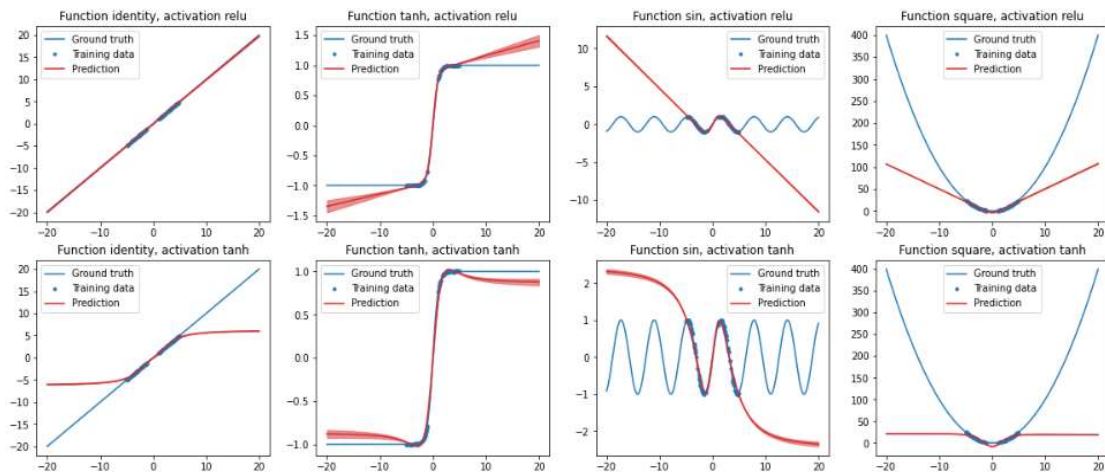 Function identity, activation relu
20
15
10
5
0
−5
−10
−15
−20
−20 −10 0 10 20
Ground truth
Training data
Prediction
Function tanh, activation relu
1.5
1.0
0.5
0.0
−0.5
−1.0
−1.5
−20 −10 0 10 20
Ground truth
Training data
Prediction
Function sin, activation relu
10
5
0
−5
−10
−20 −10 0 10 20
Ground truth
Training data
Prediction
Function square, activation relu
400
350
300
250
200
150
100
50
0
−20 −10 0 10 20
Ground truth
Training data
Prediction
Function identity, activation tanh
20
15
10
5
0
−5
−10
−15
−20
−20 −10 0 10 20
Ground truth
Training data
Prediction
Function tanh, activation tanh
1.0
0.5
0.0
−0.5
−1.0
−20 −10 0 10 20
Ground truth
Training data
Prediction
Function sin, activation tanh
2
1
0
−1
−2
−20 −10 0 10 20
Ground truth
Training data
Prediction
Function square, activation tanh
400
350
300
250
200
150
100
50
0
−20 −10 0 10 20
Ground truth
Training data
Prediction